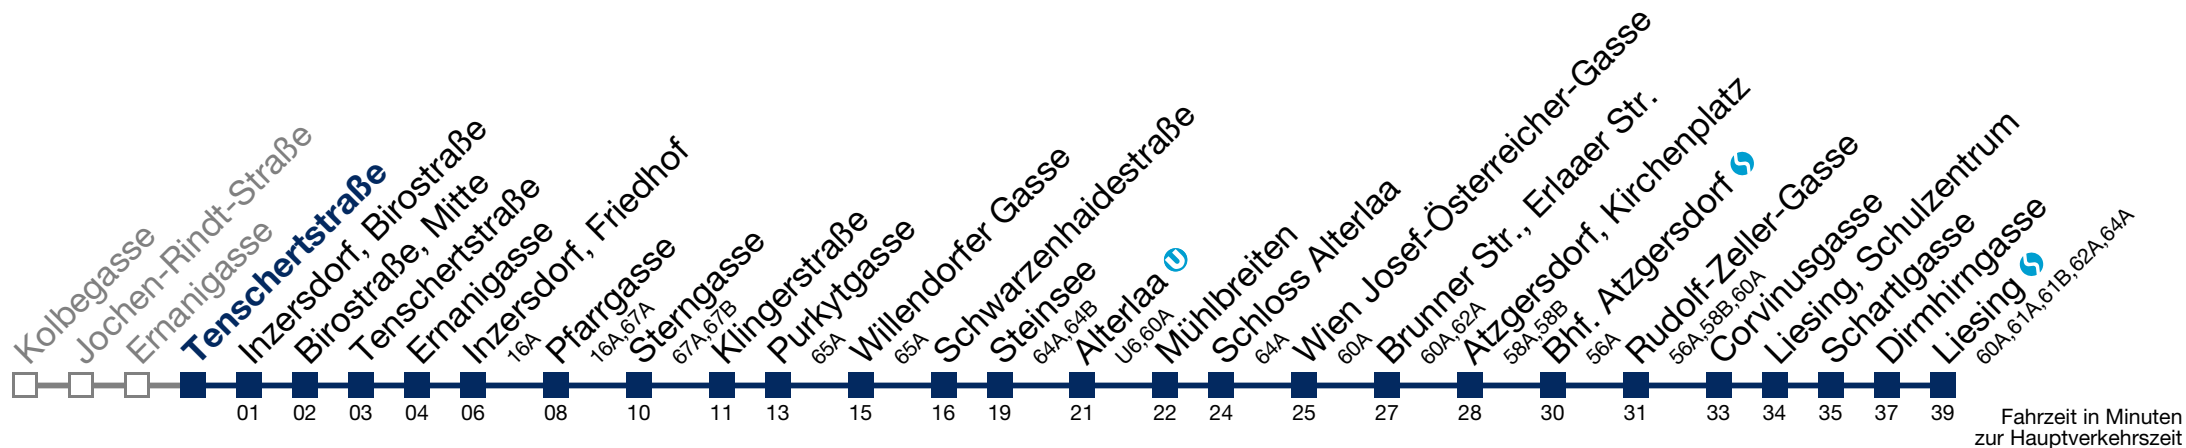 Kolbegasse
Jochen-Rindt-Straße
Ernanigasse
Tenschertstraße
Inzersdorf, Birostraße
Birostraße, Mitte
Tenschertstraße
Ernanigasse
Inzersdorf, Friedhof
16A
Pfarrgasse
16A,67A
Sterngasse
67A,67B
Klingerstraße
Purkytgasse
65A
Willendorfer Gasse
65A
Schwarzenhaidestraße
Steinsee
64A,64B
Alterlaa U
U6,60A
Mühlbreiten
Schloss Alterlaa
64A
Wien Josef-Österreicher-Gasse
60A
Brunner Str., Erlaaer Str.
60A,62A
Atzgersdorf, Kirchenplatz
58A,58B
Bhf. Atzgersdorf S
56A
Rudolf-Zeller-Gasse
56A,58B,60A
Corvinusgasse
Liesing, Schulzentrum
Schartlgasse
Dirmhirngasse
Liesing S
60A,61A,61B,62A,64A
01 02 03 04 06 08 10 11 13 15 16 19 21 22 24 25 27 28 30 31 33 34 35 37 39
Fahrzeit in Minuten
zur Hauptverkehrszeit